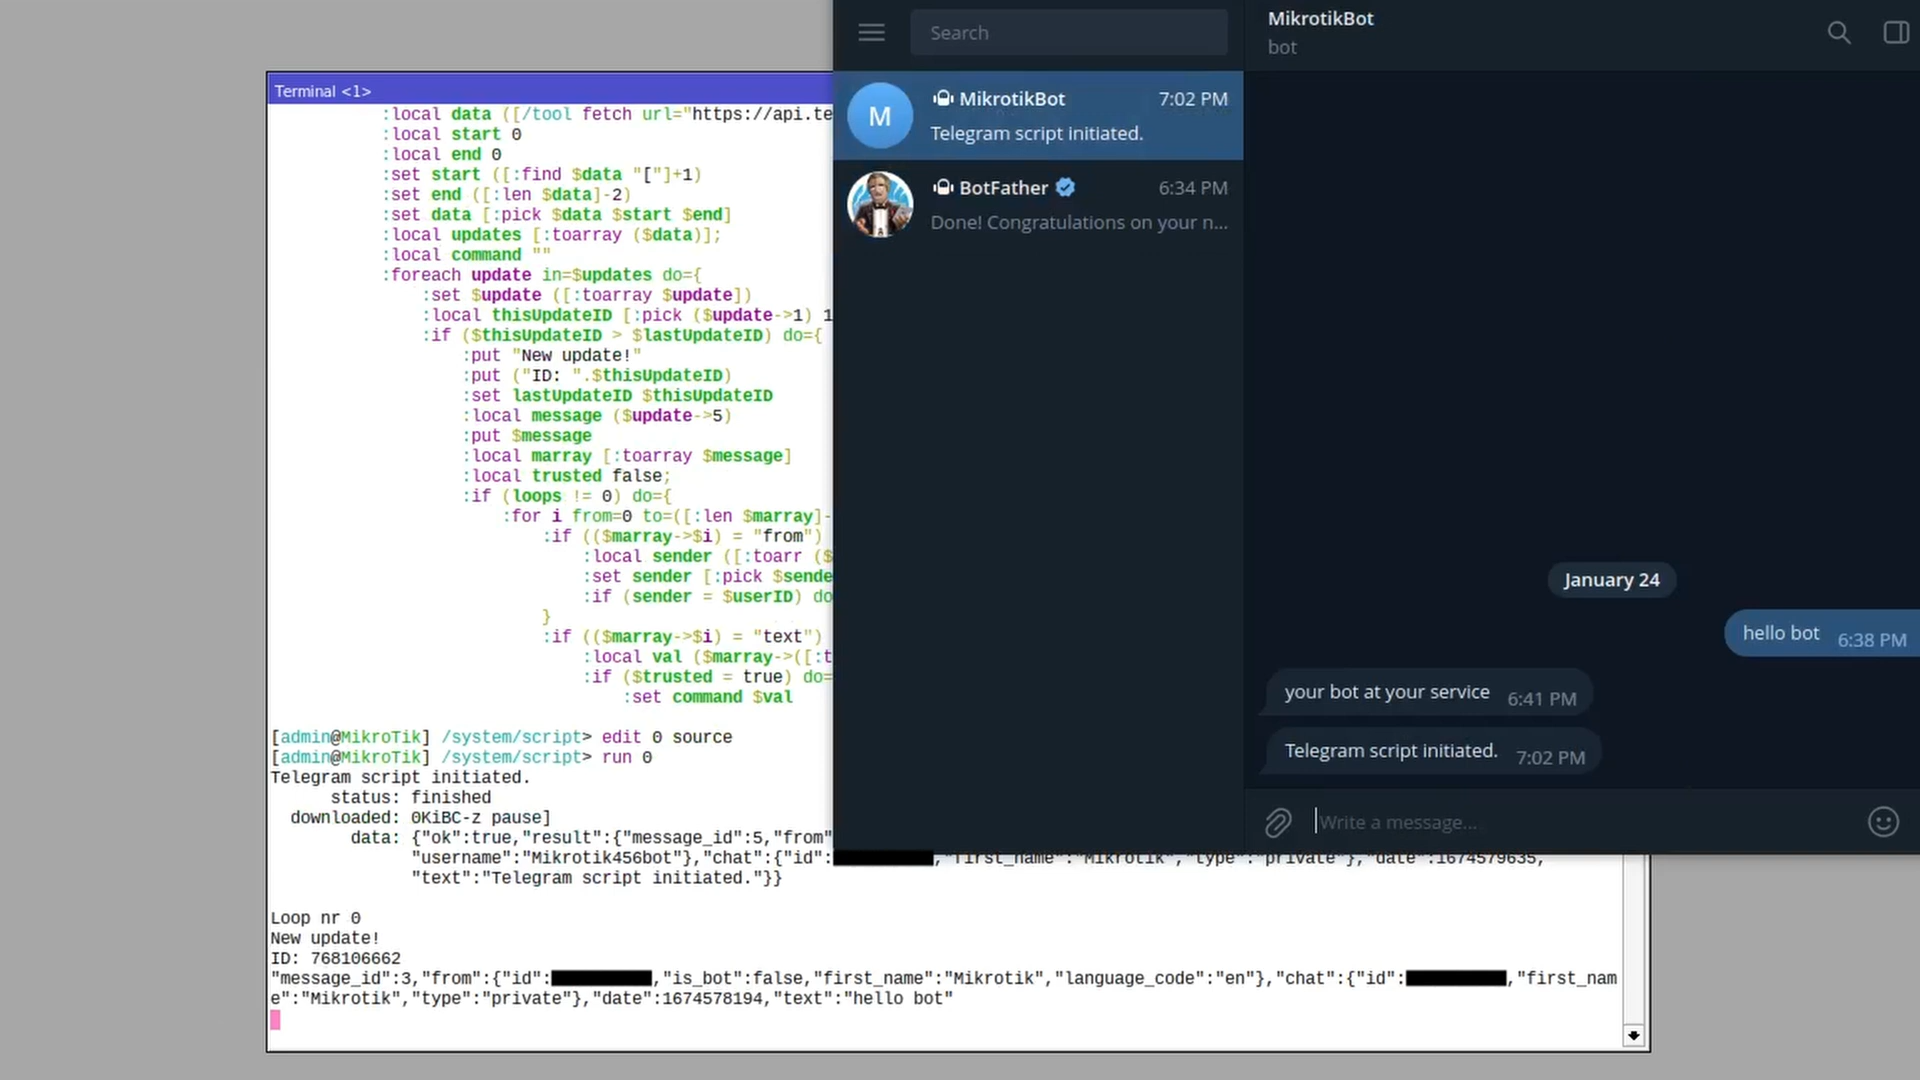 Terminal <1>
:local data ([/tool fetch url="https://api.te
:local start 0
:local end 0
:set start ([:find $data "["]+1)
:set end ([:len $data]-2)
:set data [:pick $data $start $end]
:local updates [:toarray ($data)];
:local command ""
:foreach update in=$updates do={
:set $update ([:toarray $update])
:local thisUpdateID [:pick ($update->1) 1
:if ($thisUpdateID > $lastUpdateID) do={
:put "New update!"
:put ("ID: ".$thisUpdateID)
:set lastUpdateID $thisUpdateID
:local message ($update->5)
:put $message
:local marray [:toarray $message]
:local trusted false;
:if (loops != 0) do={
:for i from=0 to=([:len $marray]-
:if (($marray->$i) = "from")
:local sender ([:toarr ($
:set sender [:pick $sende
:if (sender = $userID) do
}
:if (($marray->$i) = "text")
:local val ($marray->([:t
:if ($trusted = true) do=
:set command $val
[admin@MikroTik] /system/script> edit 0 source
[admin@MikroTik] /system/script> run 0
Telegram script initiated.
status: finished
downloaded: 0KiBC-z pause]
data: {"ok":true,"result":{"message_id":5,"from"
"username":"Mikrotik456bot"},"chat":{"id": ,"first_name":"Mikrotik","type":"private"},"date":1674579635,
"text":"Telegram script initiated."}}
Loop nr 0
New update!
ID: 768106662
"message_id":3,"from":{"id": ,"is_bot":false,"first_name":"Mikrotik","language_code":"en"},"chat":{"id": ,"first_nam
e":"Mikrotik","type":"private"},"date":1674578194,"text":"hello bot"
Search
M
MikrotikBot 7:02 PM
Telegram script initiated.
BotFather 6:34 PM
Done! Congratulations on your n...
MikrotikBot
bot
January 24
hello bot 6:38 PM
your bot at your service 6:41 PM
Telegram script initiated. 7:02 PM
Write a message...